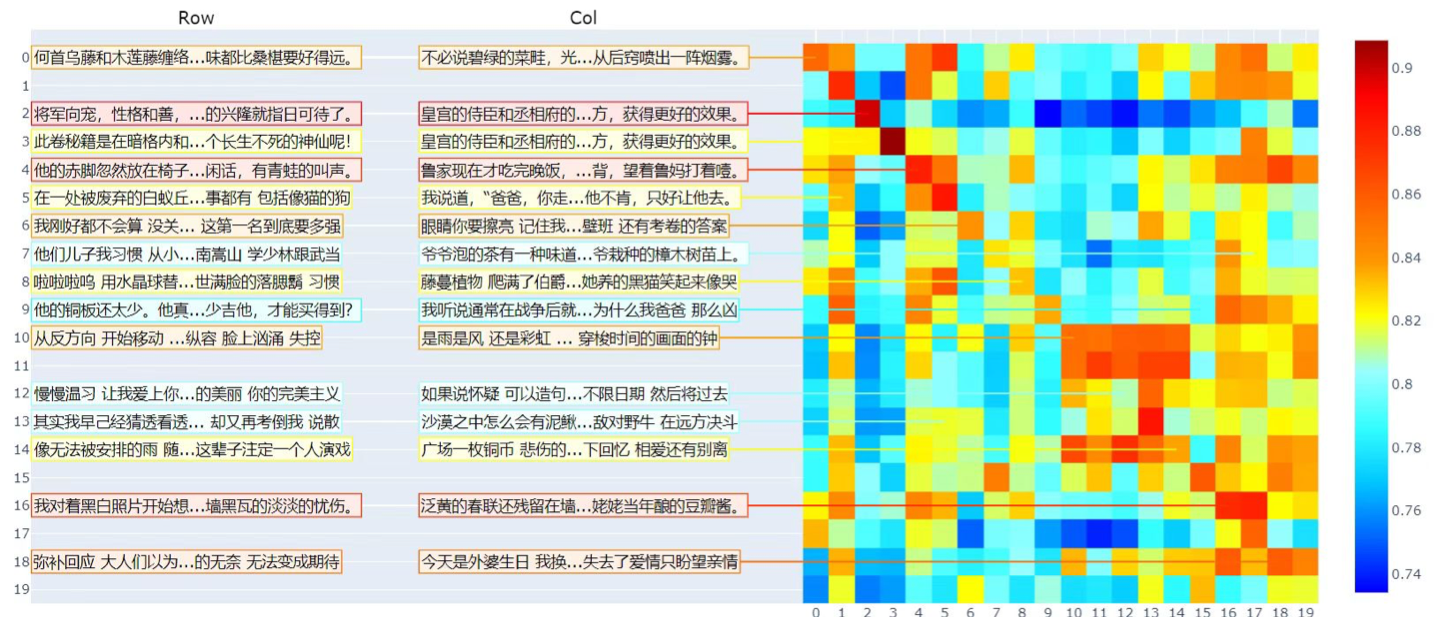 Row Col
0 何首乌藤和木莲藤缠络...味都比桑椹要好得远。 不必说碧绿的菜畦，光...从后窍喷出一阵烟雾。
1
2 将军向宠，性格和善，...的兴隆就指日可待了。 皇宫的侍臣和丞相府的...方，获得更好的效果。
3 此卷秘籍是在暗格内和...个长生不死的神仙呢! 皇宫的侍臣和丞相府的...方，获得更好的效果。
4 他的赤脚忽然放在椅子...闲话，有青蛙的叫声。 鲁家现在才吃完晚饭，...背，望着鲁妈打着噎。
5 在一处被废弃的白蚁丘...事都有 包括像猫的狗 我说道，“爸爸，你走...他不肯，只好让他去。
6 我刚好都不会算 没关... 这第一名到底要多强 眼睛你要擦亮 记住我...壁班 还有考卷的答案
7 他们儿子我习惯 从小...南嵩山 学少林跟武当 爷爷泡的茶有一种味道...爷栽种的樟木树苗上。
8 啦啦啦呜 用水晶球替...世满脸的落腮鬍 习惯 藤蔓植物 爬满了伯爵...她养的黑猫笑起来像哭
9 他的铜板还太少。他真...少吉他，才能买得到? 我听说通常在战争后就...为什么我爸爸 那么凶
10 从反方向 开始移动 ...纵容 脸上汹涌 失控 是雨是风 还是彩虹 ... 穿梭时间的画面的钟
11
12 慢慢温习 让我爱上你...的美丽 你的完美主义 如果说怀疑 可以造句...不限日期 然后将过去
13 其实我早已经猜透看透... 却又再考倒我 说散 沙漠之中怎么会有泥鳅...敌对野牛 在远方决斗
14 像无法被安排的雨 随...这辈子注定一个人演戏 广场一枚铜币 悲伤的...下回忆 相爱还有别离
15
16 我对着黑白照片开始想...墙黑瓦的淡淡的忧伤。 泛黄的春联还残留在墙...姥姥当年酿的豆瓣酱。
17
18 弥补回应 大人们以为...的无奈 无法变成期待 今天是外婆生日 我换...失去了爱情只盼望亲情
19
0 1 2 3 4 5 6 7 8 9 10 11 12 13 14 15 16 17 18 19
0.9
0.88
0.86
0.84
0.82
0.8
0.78
0.76
0.74